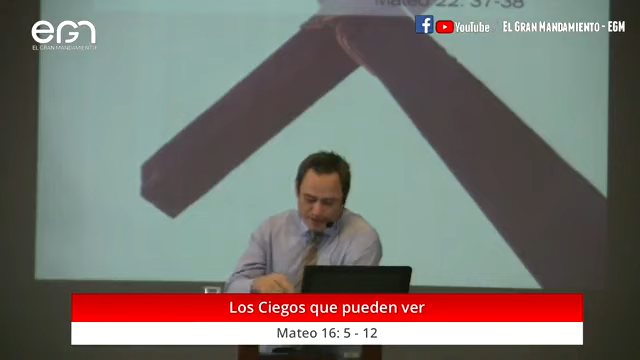 Mateo 22: 37-38
EGM
EL GRAN MANDAMIENTO
YouTube EL GRAN MANDAMIENTO - EGM
Los Ciegos que pueden ver
Mateo 16: 5 - 12